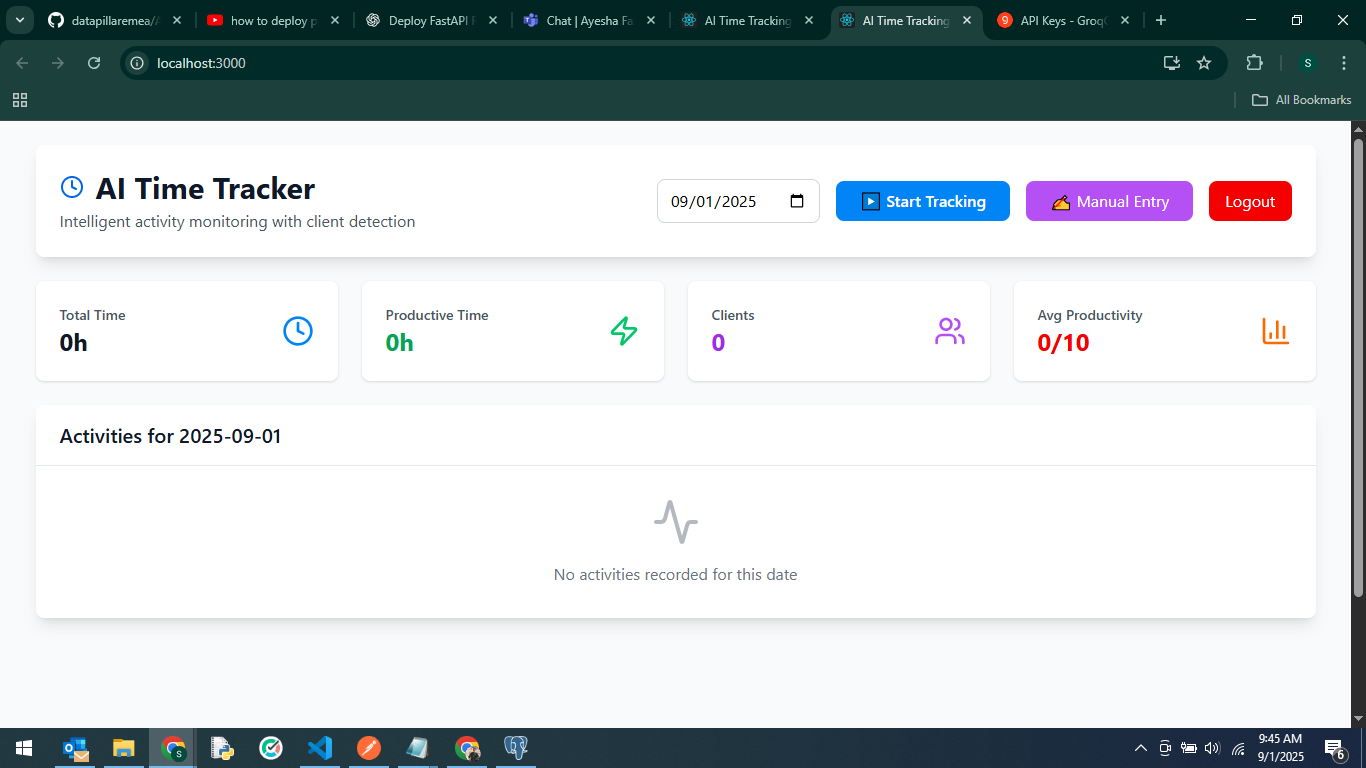 datapillaremea/A
how to deploy p
Deploy FastAPI R
Chat | Ayesha Fa
AI Time Tracking
AI Time Tracking
API Keys - Groq
localhost:3000
S
All Bookmarks
AI Time Tracker
Intelligent activity monitoring with client detection
09/01/2025
Start Tracking
Manual Entry
Logout
Total Time
0h
Productive Time
0h
Clients
0
Avg Productivity
0/10
Activities for 2025-09-01
No activities recorded for this date
9:45 AM
9/1/2025
6